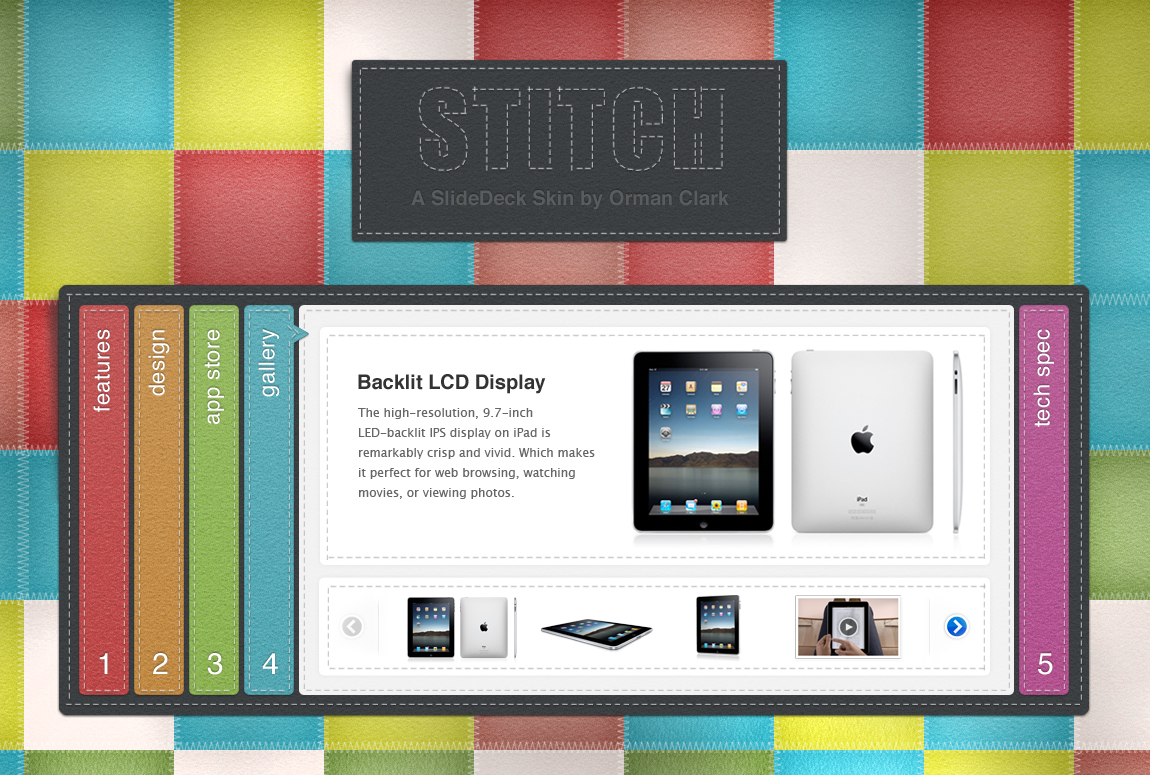 STITCH
A SlideDeck Skin by Orman Clark
features
1
design
2
app store
3
gallery
4
Backlit LCD Display
The high-resolution, 9.7-inch
LED-backlit IPS display on iPad is
remarkably crisp and vivid. Which makes
it perfect for web browsing, watching
movies, or viewing photos.
27
iPad
tech spec
5